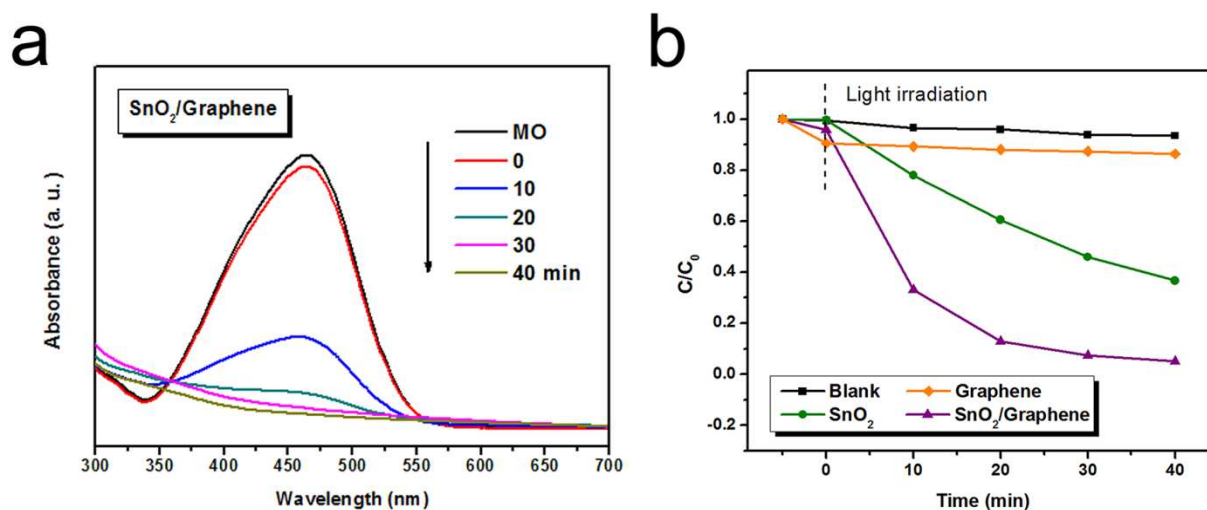 a
SnO2/Graphene
MO
0
10
20
30
40 min
Absorbance (a. u.)
300 350 400 450 500 550 600 650 700
Wavelength (nm)
b
Light irradiation
1.0
0.8
0.6
0.4
0.2
0.0
-0.2
C/C0
Blank Graphene
SnO2 SnO2/Graphene
0 10 20 30 40
Time (min)